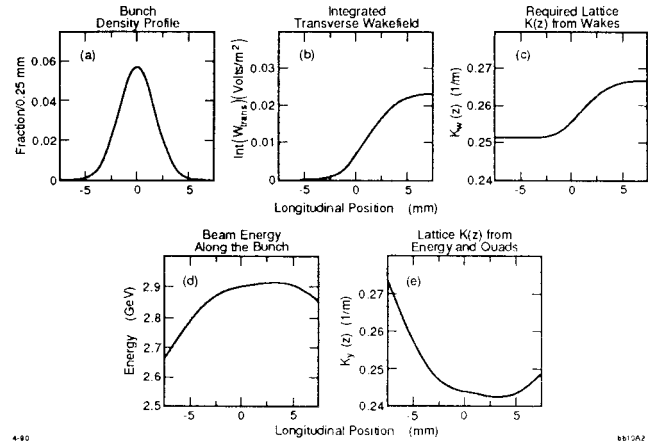 Bunch
Density Profile
(a)
Fraction/0.25 mm
0.06
0.04
0.02
0
-5 0 5
Integrated
Transverse Wakefield
(b)
Int(W_trans)(Volts/m²)
0.03
0.02
0.01
0
-5 0 5
Required Lattice
K(z) from Wakes
(c)
K_w (z) (1/m)
0.27
0.26
0.25
0.24
-5 0 5
Longitudinal Position (mm)
Beam Energy
Along the Bunch
(d)
Energy (GeV)
2.9
2.8
2.7
2.6
2.5
-5 0 5
Lattice K(z) from
Energy and Quads
(e)
K_y (z) (1/m)
0.27
0.26
0.25
0.24
-5 0 5
Longitudinal Position (mm)
4-90